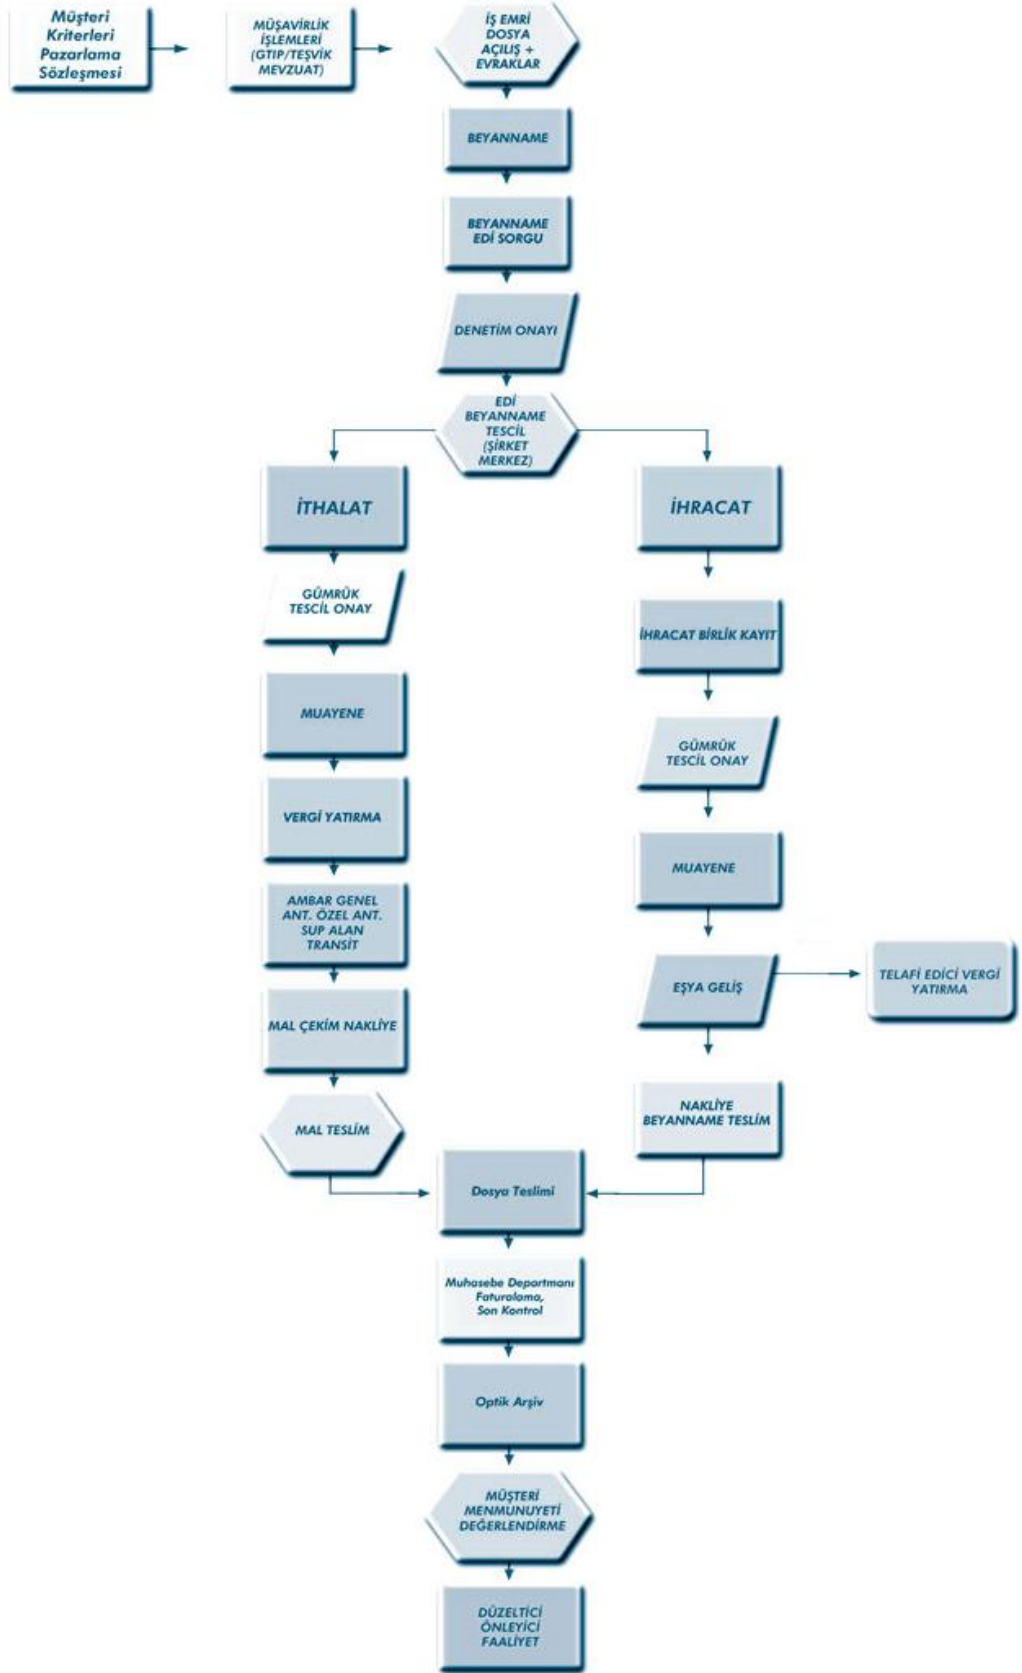 Müşteri
Kriterleri
Pazarlama
Sözleşmesi
MÜŞAVİRLİK
İŞLEMLERİ
(GTIP/TEŞVİK
MEVZUAT)
İŞ EMRİ
DOSYA
AÇILIŞ +
EVRAKLAR
BEYANNAME
BEYANNAME
EDİ SORGU
DENETİM ONAYI
EDİ
BEYANNAME
TESCİL
(ŞİRKET
MERKEZ)
İTHALAT
GÜMRÜK
TESCİL ONAY
MUAYENE
VERGİ YATIRMA
AMBAR GENEL
ANT. ÖZEL ANT.
SUP ALAN
TRANSİT
MAL ÇEKİM NAKLİYE
MAL TESLİM
İHRACAT
İHRACAT BİRLİK KAYIT
GÜMRÜK
TESCİL ONAY
MUAYENE
EŞYA GELİŞ
TELAFİ EDİCİ VERGİ
YATIRMA
NAKLİYE
BEYANNAME TESLİM
Dosya Teslimi
Muhasebe Departmanı
Faturalama,
Son Kontrol
Optik Arşiv
MÜŞTERİ
MENMUNUYETİ
DEĞERLENDİRME
DÜZELTİCİ
ÖNLEYİCİ
FAALİYET